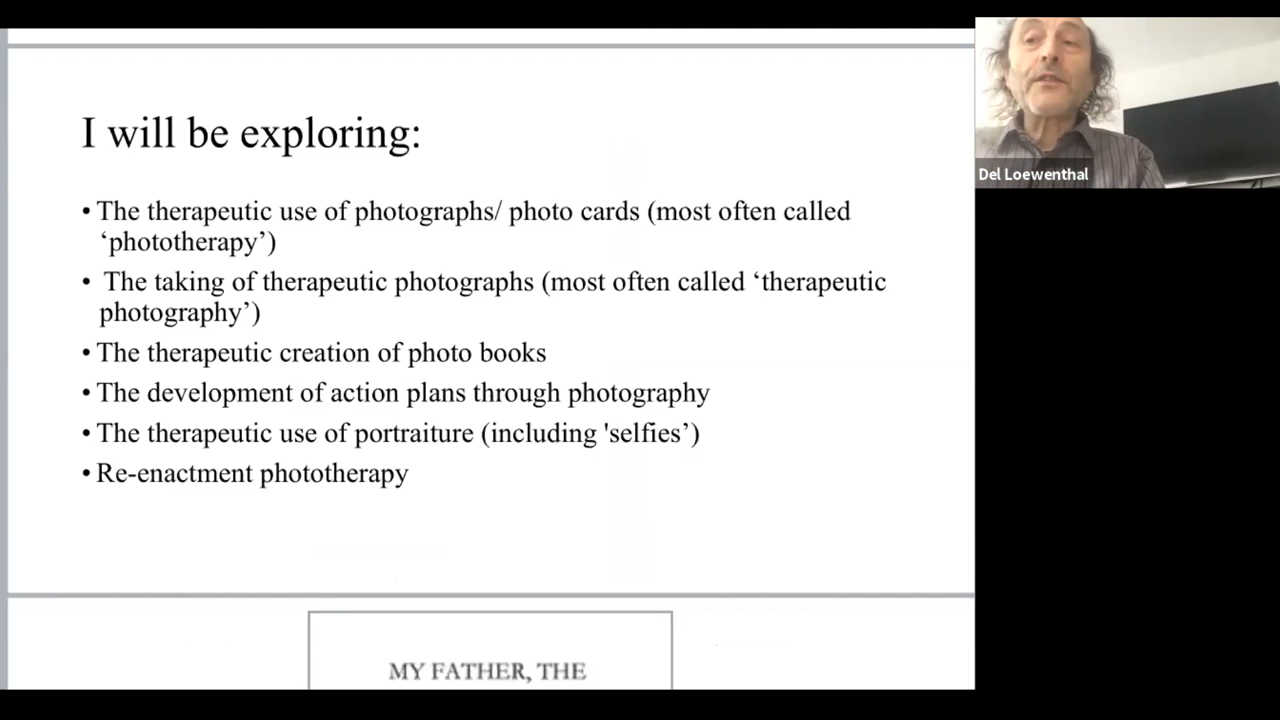 I will be exploring:
• The therapeutic use of photographs/ photo cards (most often called
‘phototherapy’)
• The taking of therapeutic photographs (most often called ‘therapeutic
photography’)
• The therapeutic creation of photo books
• The development of action plans through photography
• The therapeutic use of portraiture (including 'selfies’)
• Re-enactment phototherapy
MY FATHER, THE
Del Loewenthal